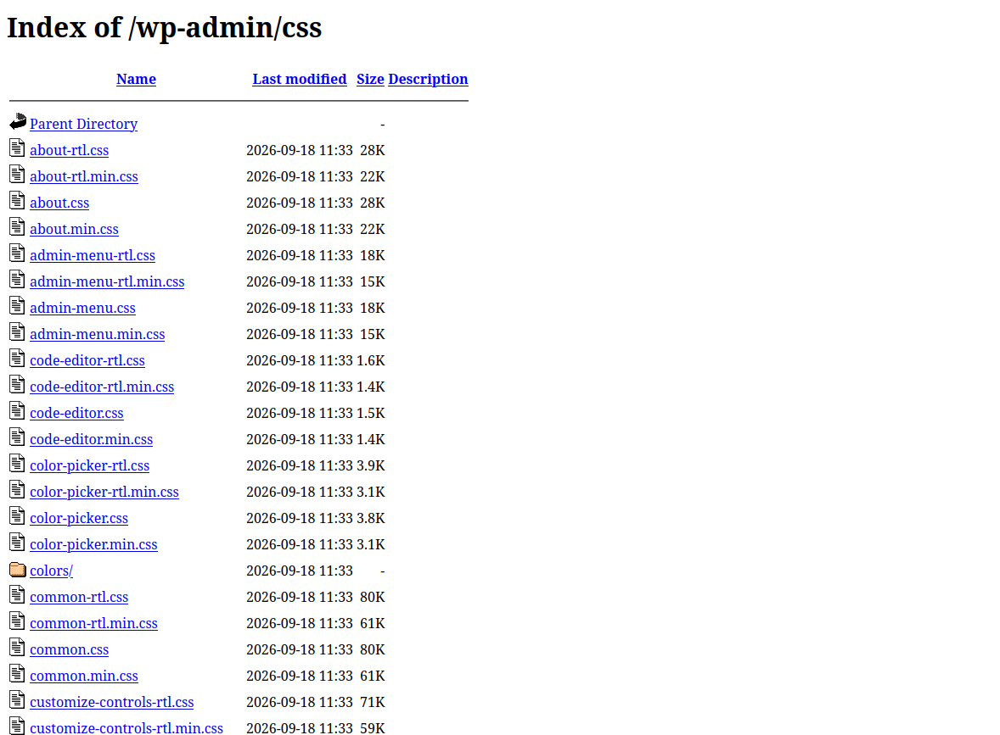 Index of /wp-admin/css
Name Last modified Size Description
Parent Directory -
about-rtl.css 2026-09-18 11:33 28K
about-rtl.min.css 2026-09-18 11:33 22K
about.css 2026-09-18 11:33 28K
about.min.css 2026-09-18 11:33 22K
admin-menu-rtl.css 2026-09-18 11:33 18K
admin-menu-rtl.min.css 2026-09-18 11:33 15K
admin-menu.css 2026-09-18 11:33 18K
admin-menu.min.css 2026-09-18 11:33 15K
code-editor-rtl.css 2026-09-18 11:33 1.6K
code-editor-rtl.min.css 2026-09-18 11:33 1.4K
code-editor.css 2026-09-18 11:33 1.5K
code-editor.min.css 2026-09-18 11:33 1.4K
color-picker-rtl.css 2026-09-18 11:33 3.9K
color-picker-rtl.min.css 2026-09-18 11:33 3.1K
color-picker.css 2026-09-18 11:33 3.8K
color-picker.min.css 2026-09-18 11:33 3.1K
colors/ 2026-09-18 11:33 -
common-rtl.css 2026-09-18 11:33 80K
common-rtl.min.css 2026-09-18 11:33 61K
common.css 2026-09-18 11:33 80K
common.min.css 2026-09-18 11:33 61K
customize-controls-rtl.css 2026-09-18 11:33 71K
customize-controls-rtl.min.css 2026-09-18 11:33 59K